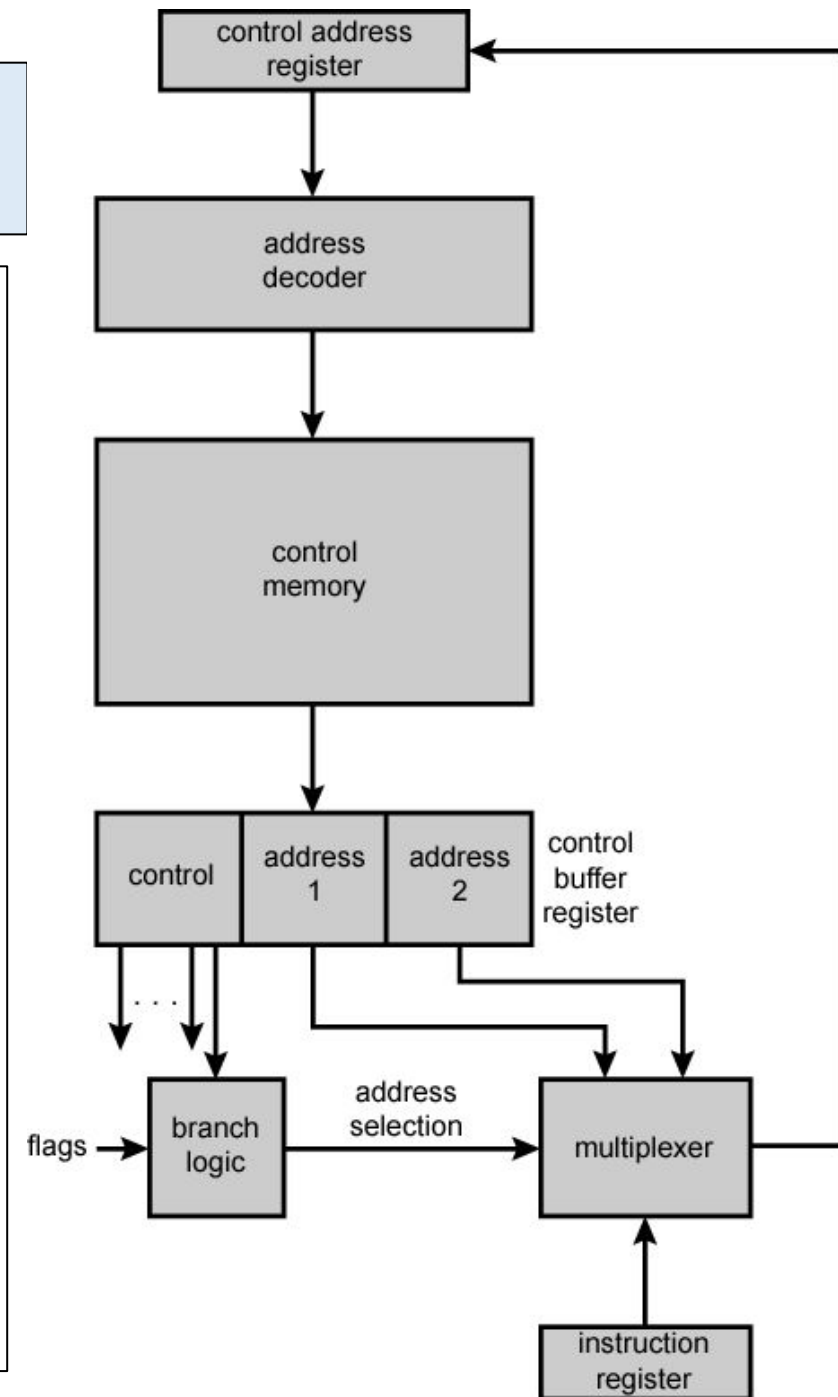 control address
register
address
decoder
control
memory
control
address
1
address
2
control
buffer
register
. . .
flags
branch
logic
address
selection
multiplexer
instruction
register